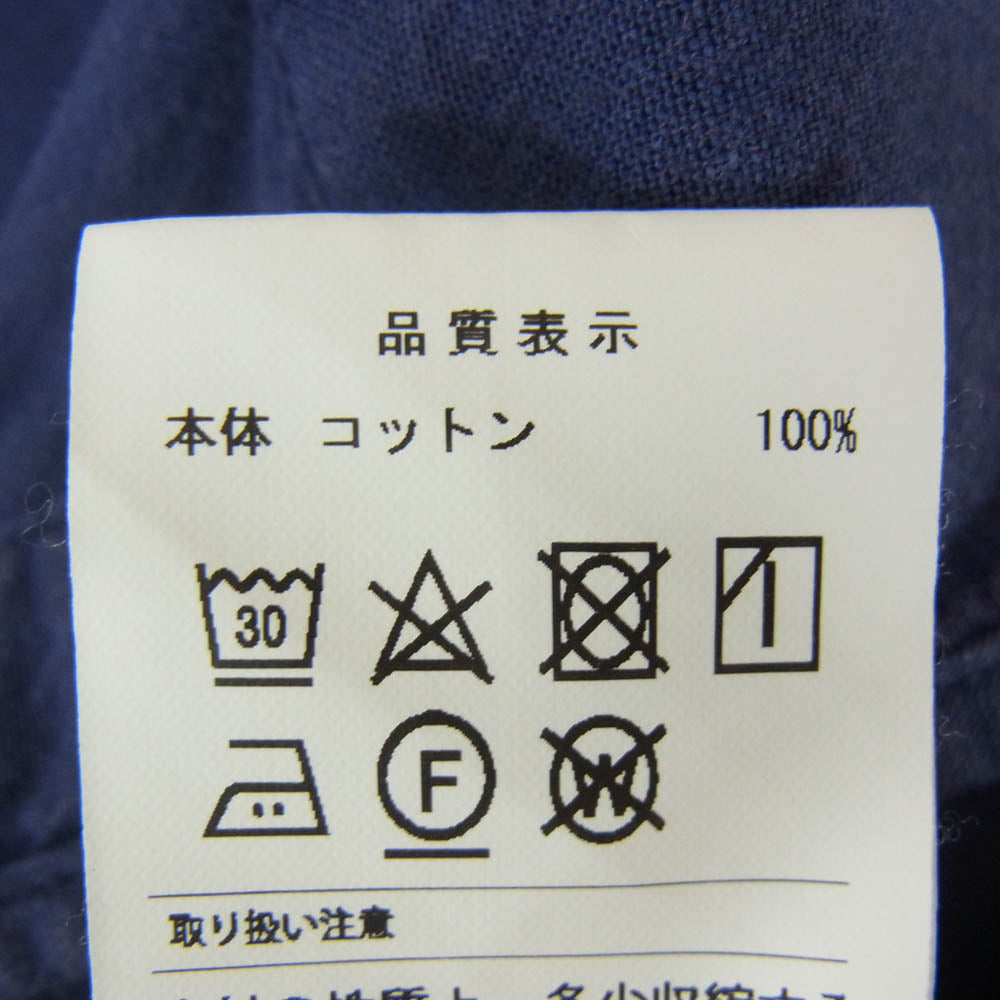 品質表示
本体 コットン 100%
30
F
W
取り扱い注意